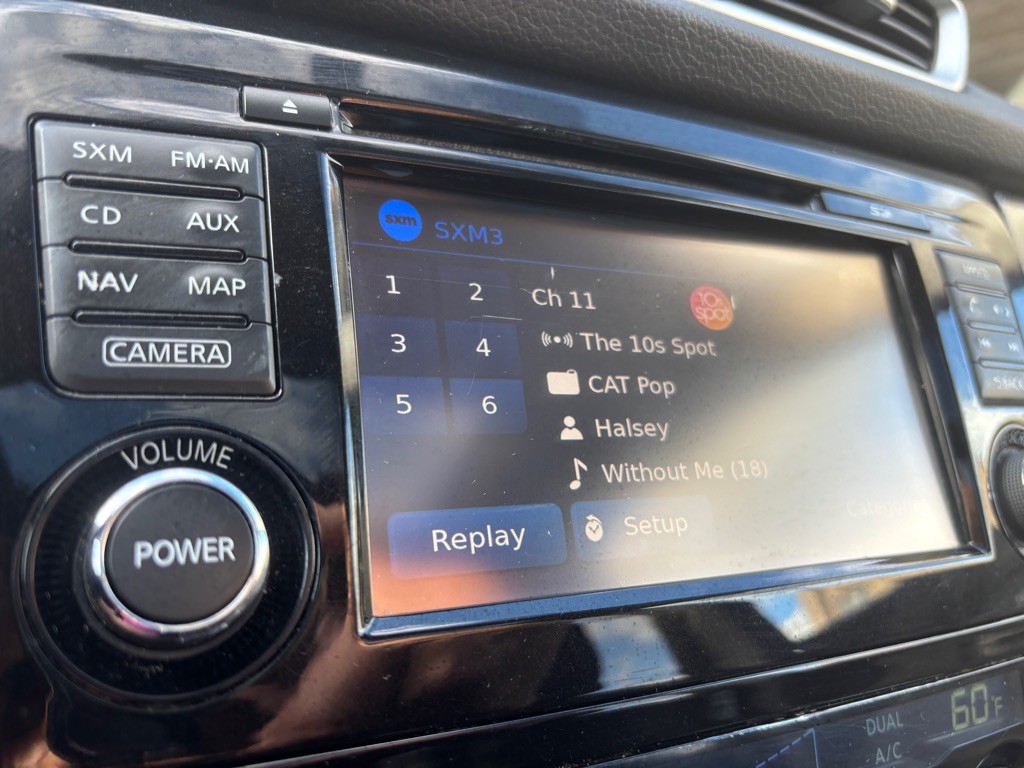 SXM FM·AM
CD AUX
NAV MAP
CAMERA
VOLUME
POWER
sxm SXM3
1 2
3 4
5 6
Ch 11
10s spot
The 10s Spot
CAT Pop
Halsey
Without Me (18)
Replay
Setup
BACK
DUAL
60°F
A/C